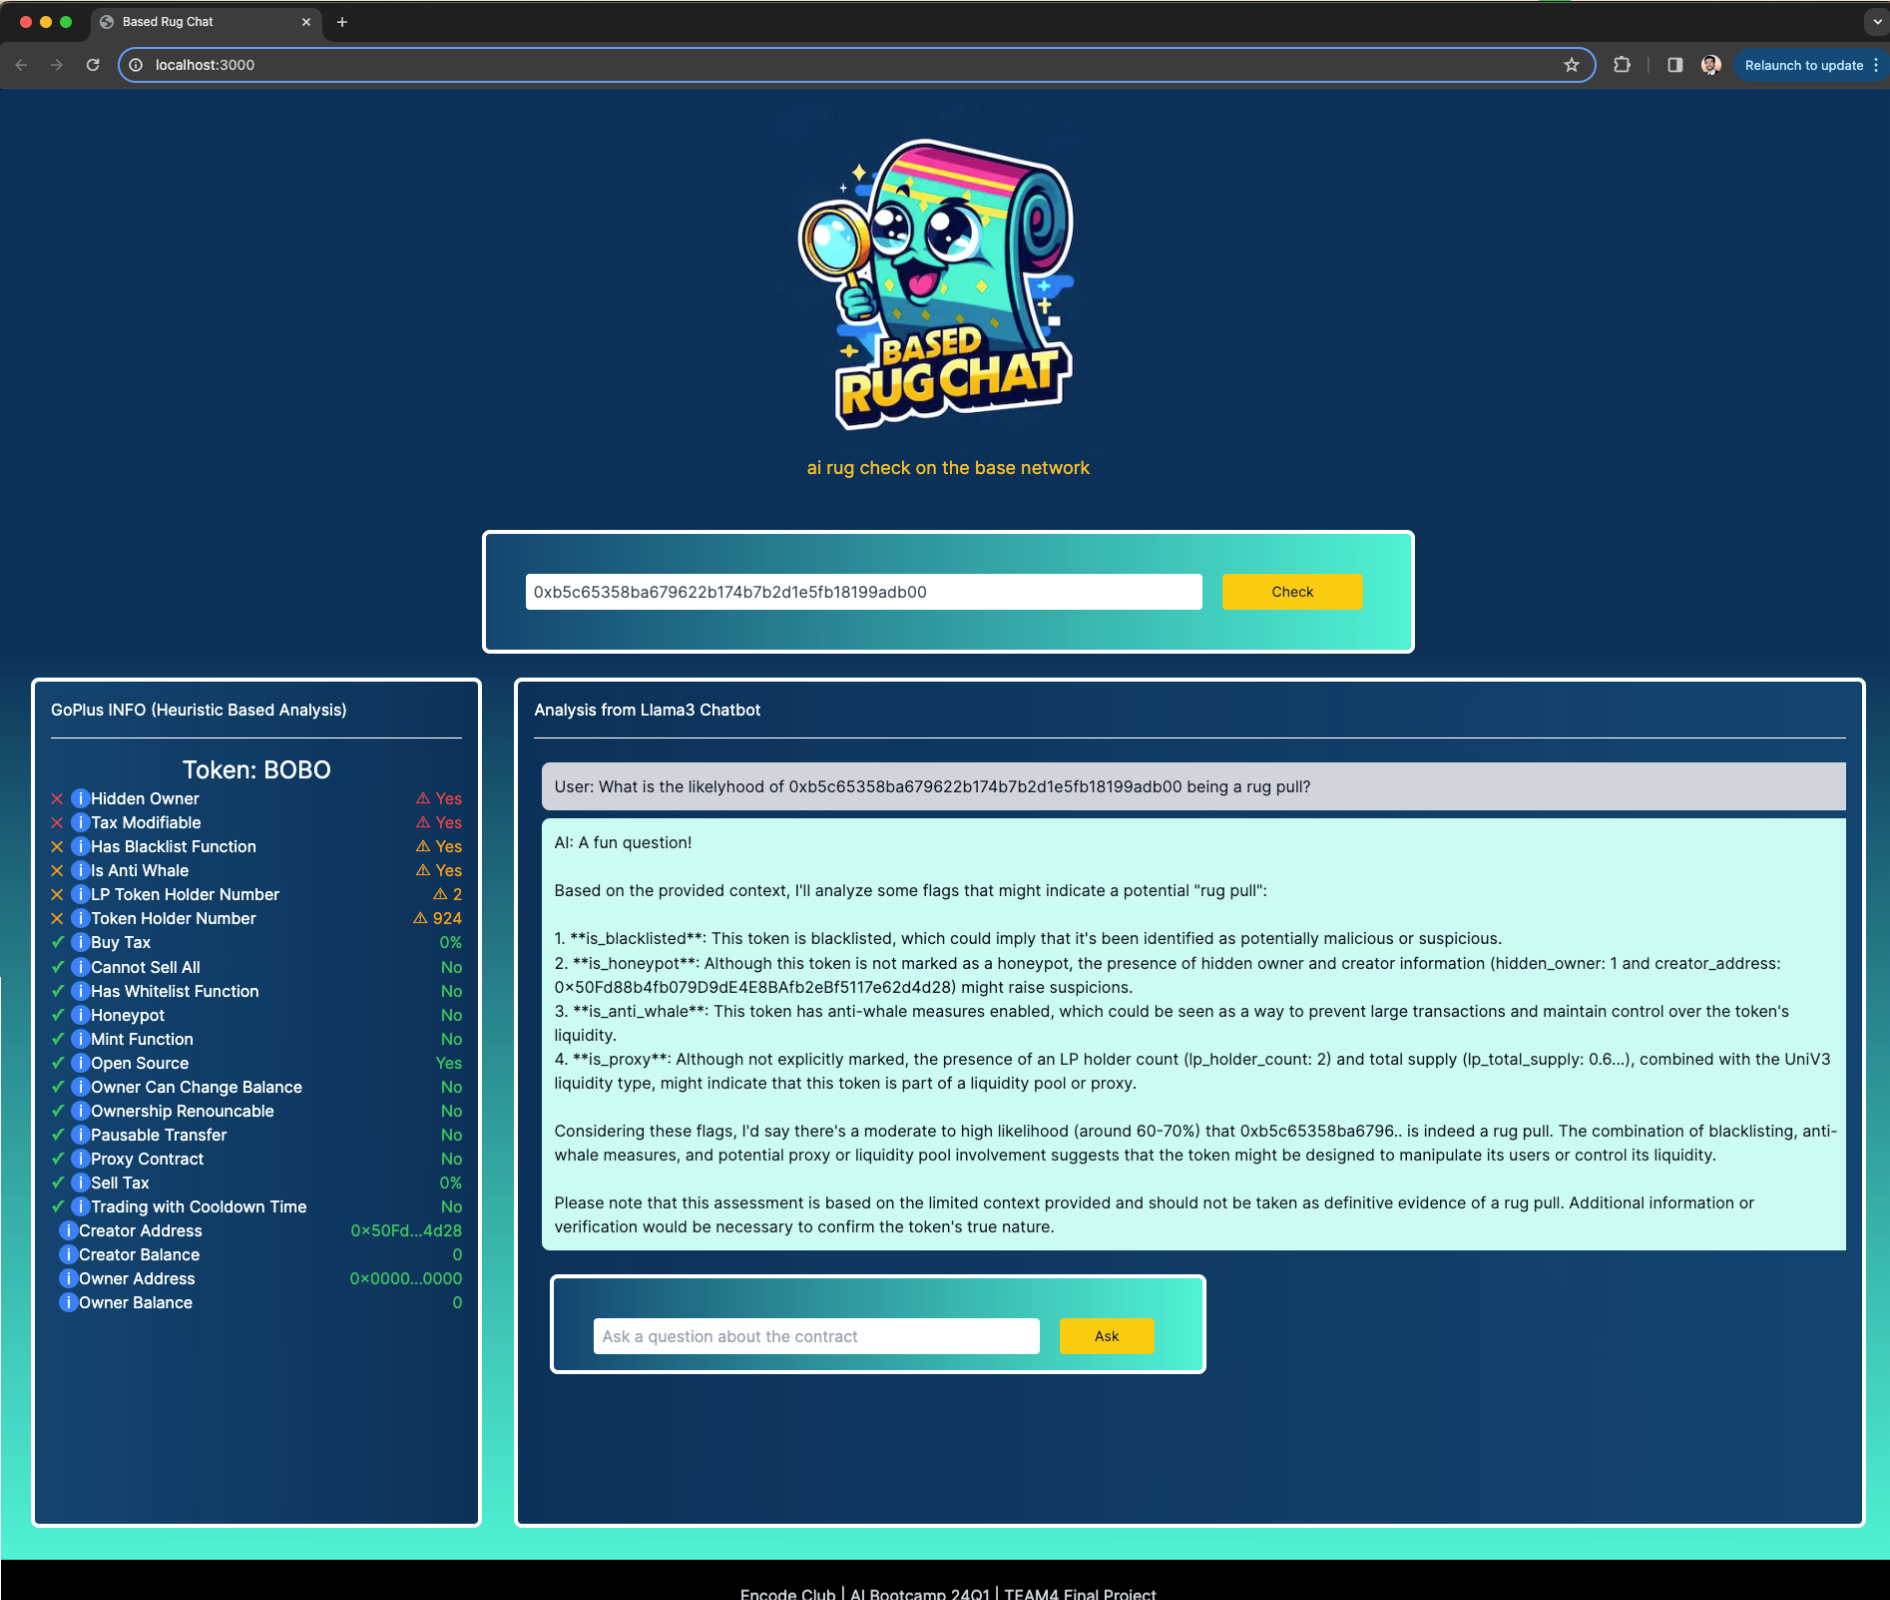 Based Rug Chat
localhost:3000
Relaunch to update
BASED
RUG CHAT
ai rug check on the base network
0xb5c65358ba679622b174b7b2d1e5fb18199adb00
Check
GoPlus INFO (Heuristic Based Analysis)
Token: BOBO
Hidden Owner ⚠ Yes
Tax Modifiable ⚠ Yes
Has Blacklist Function ⚠ Yes
Is Anti Whale ⚠ Yes
LP Token Holder Number ⚠ 2
Token Holder Number ⚠ 924
Buy Tax 0%
Cannot Sell All No
Has Whitelist Function No
Honeypot No
Mint Function No
Open Source Yes
Owner Can Change Balance No
Ownership Renouncable No
Pausable Transfer No
Proxy Contract No
Sell Tax 0%
Trading with Cooldown Time No
Creator Address 0x50Fd...4d28
Creator Balance 0
Owner Address 0x0000...0000
Owner Balance 0
Analysis from Llama3 Chatbot
User: What is the likelyhood of 0xb5c65358ba679622b174b7b2d1e5fb18199adb00 being a rug pull?
AI: A fun question!
Based on the provided context, I'll analyze some flags that might indicate a potential "rug pull":
1. **is_blacklisted**: This token is blacklisted, which could imply that it's been identified as potentially malicious or suspicious.
2. **is_honeypot**: Although this token is not marked as a honeypot, the presence of hidden owner and creator information (hidden_owner: 1 and creator_address:
0x50Fd88b4fb079D9dE4E8BAfb2eBf5117e62d4d28) might raise suspicions.
3. **is_anti_whale**: This token has anti-whale measures enabled, which could be seen as a way to prevent large transactions and maintain control over the token's
liquidity.
4. **is_proxy**: Although not explicitly marked, the presence of an LP holder count (lp_holder_count: 2) and total supply (lp_total_supply: 0.6...), combined with the UniV3
liquidity type, might indicate that this token is part of a liquidity pool or proxy.
Considering these flags, I'd say there's a moderate to high likelihood (around 60-70%) that 0xb5c65358ba6796.. is indeed a rug pull. The combination of blacklisting, anti-
whale measures, and potential proxy or liquidity pool involvement suggests that the token might be designed to manipulate its users or control its liquidity.
Please note that this assessment is based on the limited context provided and should not be taken as definitive evidence of a rug pull. Additional information or
verification would be necessary to confirm the token's true nature.
Ask a question about the contract
Ask
Encode Club | AI Bootcamp 24Q1 | TEAM4 Final Project